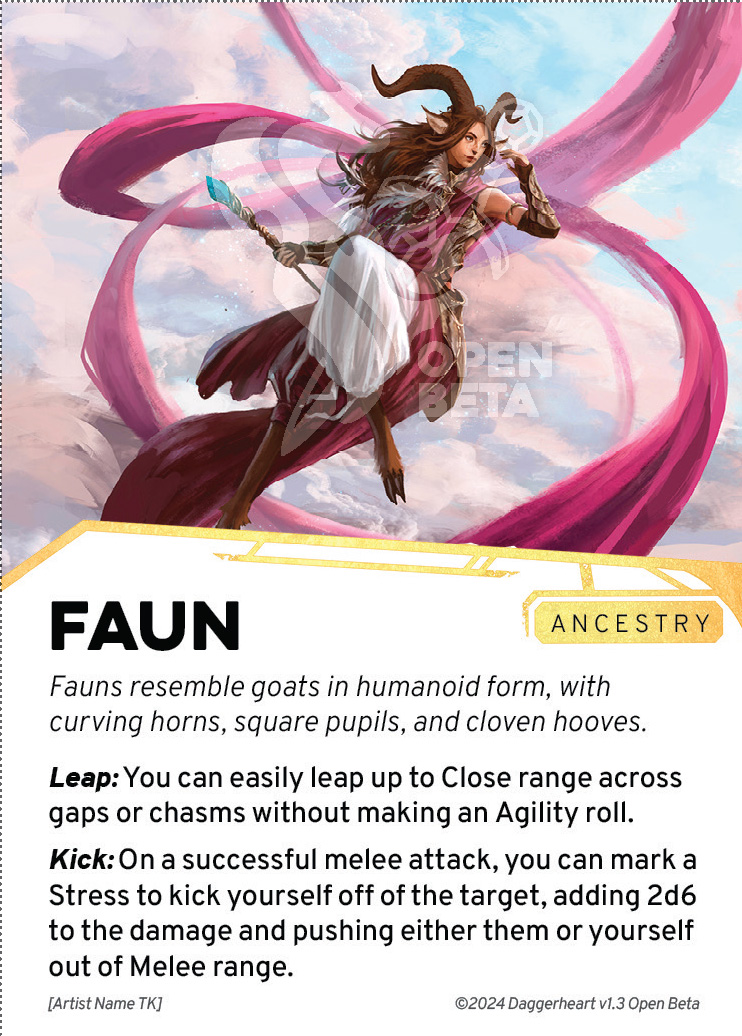 OPEN
BETA
FAUN
ANCESTRY
Fauns resemble goats in humanoid form, with
curving horns, square pupils, and cloven hooves.
Leap: You can easily leap up to Close range across
gaps or chasms without making an Agility roll.
Kick: On a successful melee attack, you can mark a
Stress to kick yourself off of the target, adding 2d6
to the damage and pushing either them or yourself
out of Melee range.
[Artist Name TK]
©2024 Daggerheart v1.3 Open Beta